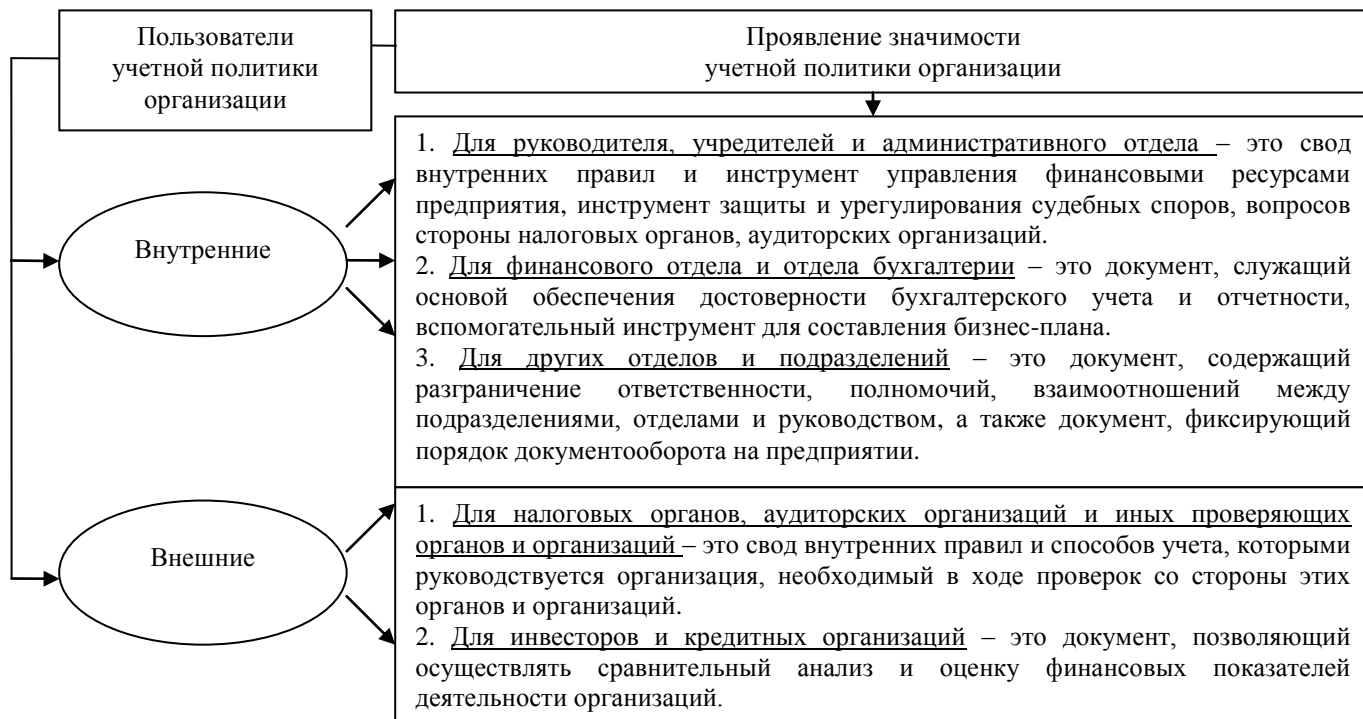 Пользователи
учетной политики
организации
Проявление значимости
учетной политики организации
Внутренние
1. Для руководителя, учредителей и административного отдела – это свод
внутренних правил и инструмент управления финансовыми ресурсами
предприятия, инструмент защиты и урегулирования судебных споров, вопросов
стороны налоговых органов, аудиторских организаций.
2. Для финансового отдела и отдела бухгалтерии – это документ, служащий
основой обеспечения достоверности бухгалтерского учета и отчетности,
вспомогательный инструмент для составления бизнес-плана.
3. Для других отделов и подразделений – это документ, содержащий
разграничение ответственности, полномочий, взаимоотношений между
подразделениями, отделами и руководством, а также документ, фиксирующий
порядок документооборота на предприятии.
Внешние
1. Для налоговых органов, аудиторских организаций и иных проверяющих
органов и организаций – это свод внутренних правил и способов учета, которыми
руководствуется организация, необходимый в ходе проверок со стороны этих
органов и организаций.
2. Для инвесторов и кредитных организаций – это документ, позволяющий
осуществлять сравнительный анализ и оценку финансовых показателей
деятельности организаций.